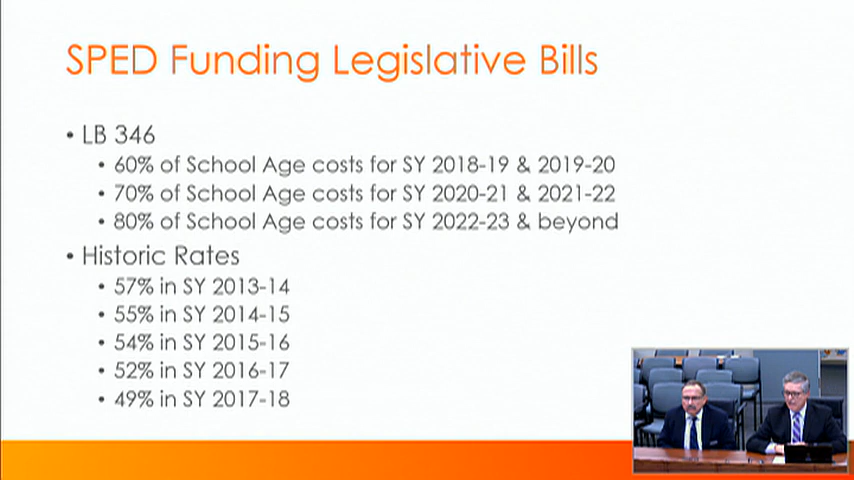 SPED Funding Legislative Bills
• LB 346
• 60% of School Age costs for SY 2018-19 & 2019-20
• 70% of School Age costs for SY 2020-21 & 2021-22
• 80% of School Age costs for SY 2022-23 & beyond
• Historic Rates
• 57% in SY 2013-14
• 55% in SY 2014-15
• 54% in SY 2015-16
• 52% in SY 2016-17
• 49% in SY 2017-18